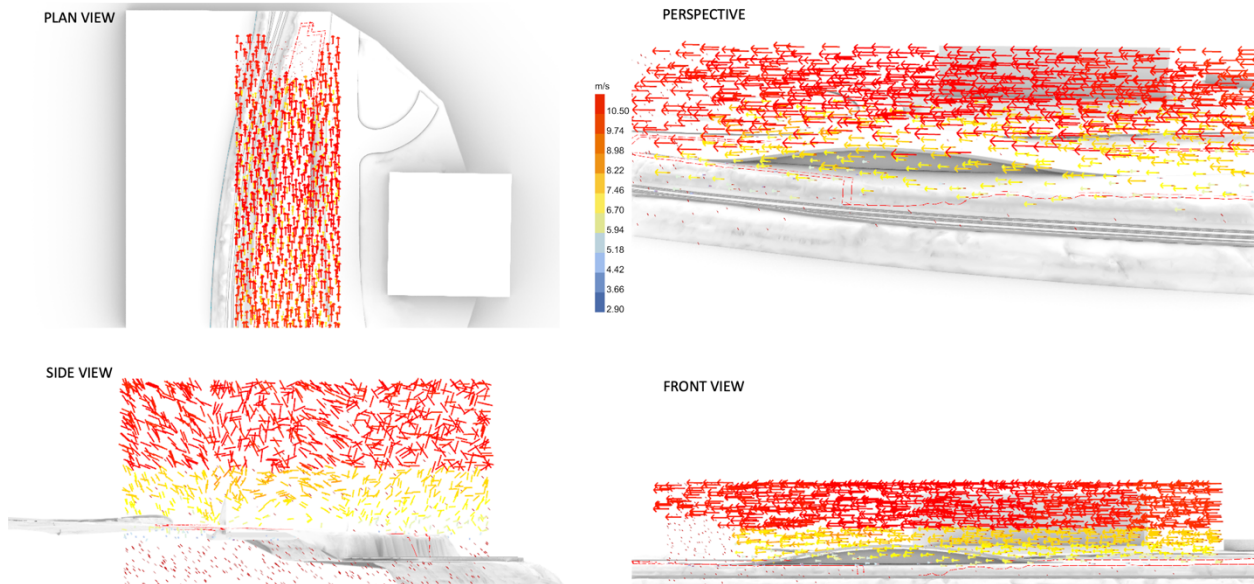 PLAN VIEW
PERSPECTIVE
m/s
10.50
9.74
8.98
8.22
7.46
6.70
5.94
5.18
4.42
3.66
2.90
SIDE VIEW
FRONT VIEW